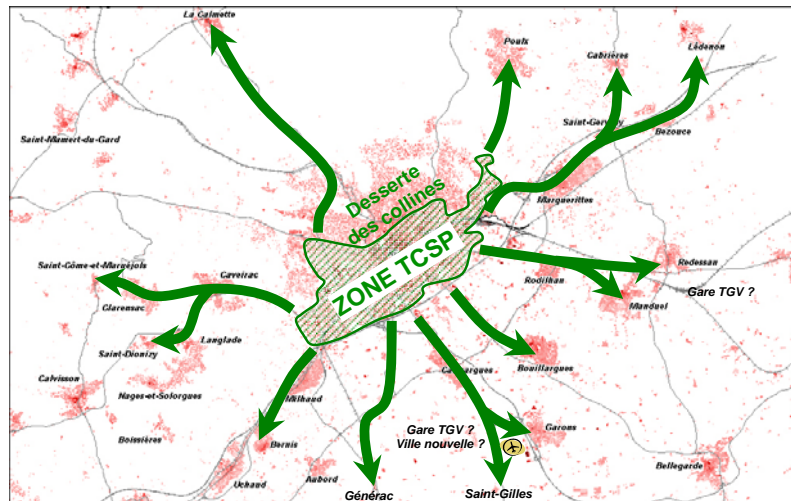 La Calmette
Poulx
Cabrières
Lédenon
Saint-Mamert-du-Gard
Saint-Gervasy
Bezouce
Desserte
des collines
Marguerittes
ZONE TCSP
Saint-Côme-et-Maruéjols
Caveirac
Clarensac
Rodilhan
Redessan
Manduel
Gare TGV ?
Saint-Dionizy
Langlade
Calvisson
Nages-et-Solorgues
Boissières
Milhaud
Bouillargues
Bernis
Gare TGV ?
Ville nouvelle ?
Garons
Uchaud
Aubord
Générac
Saint-Gilles
Bellegarde